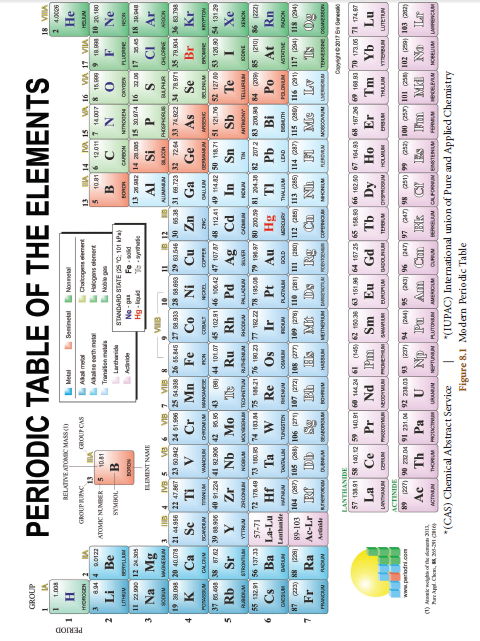 PERIODIC TABLE OF THE ELEMENTS
GROUP
PERIOD
1 IA
18 VIIIA
1 1.008
H
HYDROGEN
2 4.0026
He
HELIUM
2 IIA
13 IIIA
14 IVA
15 VA
16 VIA
17 VIIA
RELATIVE ATOMIC MASS (1)
GROUP IUPAC
GROUP CAS
13 IIIA
ATOMIC NUMBER
5 10.81
SYMBOL
B
BORON
ELEMENT NAME
Metal
Semimetal
Nonmetal
Alkali metal
Alkaline earth metal
Transition metals
Lanthanide
Actinide
Chalcogens element
Halogens element
Noble gas
STANDARD STATE (25 °C; 101 kPa)
Ne - gas
Fe - solid
Hg - liquid
Tc - synthetic
3 6.94
Li
LITHIUM
4 9.0122
Be
BERYLLIUM
5 10.81
B
BORON
6 12.011
C
CARBON
7 14.007
N
NITROGEN
8 15.999
O
OXYGEN
9 18.998
F
FLUORINE
10 20.180
Ne
NEON
11 22.990
Na
SODIUM
12 24.305
Mg
MAGNESIUM
13 26.982
Al
ALUMINIUM
14 28.085
Si
SILICON
15 30.974
P
PHOSPHORUS
16 32.06
S
SULPHUR
17 35.45
Cl
CHLORINE
18 39.948
Ar
ARGON
3 IIIB
4 IVB
5 VB
6 VIB
7 VIIB
8
9
10
VIIIB
11 IB
12 IIB
19 39.098 K POTASSIUM
20 40.078 Ca CALCIUM
21 44.956 Sc SCANDIUM
22 47.867 Ti TITANIUM
23 50.942 V VANADIUM
24 51.996 Cr CHROMIUM
25 54.938 Mn MANGANESE
26 55.845 Fe IRON
27 58.933 Co COBALT
28 58.693 Ni NICKEL
29 63.546 Cu COPPER
30 65.38 Zn ZINC
31 69.723 Ga GALLIUM
32 72.64 Ge GERMANIUM
33 74.922 As ARSENIC
34 78.971 Se SELENIUM
35 79.904 Br BROMINE
36 83.798 Kr KRYPTON
37 85.468 Rb RUBIDIUM
38 87.62 Sr STRONTIUM
39 88.906 Y YTTRIUM
40 91.224 Zr ZIRCONIUM
41 92.906 Nb NIOBIUM
42 95.95 Mo MOLYBDENUM
43 (98) Tc TECHNETIUM
44 101.07 Ru RUTHENIUM
45 102.91 Rh RHODIUM
46 106.42 Pd PALLADIUM
47 107.87 Ag SILVER
48 112.41 Cd CADMIUM
49 114.82 In INDIUM
50 118.71 Sn TIN
51 121.76 Sb ANTIMONY
52 127.60 Te TELLURIUM
53 126.90 I IODINE
54 131.29 Xe XENON
55 132.91 Cs CAESIUM
56 137.33 Ba BARIUM
57-71 La-Lu Lanthanide
72 178.49 Hf HAFNIUM
73 180.95 Ta TANTALUM
74 183.84 W TUNGSTEN
75 186.21 Re RHENIUM
76 190.23 Os OSMIUM
77 192.22 Ir IRIDIUM
78 195.08 Pt PLATINUM
79 196.97 Au GOLD
80 200.59 Hg MERCURY
81 204.38 Tl THALLIUM
82 207.2 Pb LEAD
83 208.98 Bi BISMUTH
84 (209) Po POLONIUM
85 (210) At ASTATINE
86 (222) Rn RADON
87 (223) Fr FRANCIUM
88 (226) Ra RADIUM
89-103 Ac-Lr Actinide
104 (267) Rf
105 (268) Db DUBNIUM
106 (271) Sg SEABORGIUM
107 (272) Bh BOHRIUM
108 (277) Hs HASSIUM
109 (276) Mt MEITNERIUM
110 (281) Ds
111 (280) Rg
112 (285) Cn
113 (285) Nh NIHONIUM
114 (287) Fl FLEROVIUM
115 (289) Mc MOSCOVIUM
116 (291) Lv LIVERMORIUM
117 (294) Ts TENNESSINE
118 (294) Og OGANESSON
Copyright © 2017 Eni Generalić
LANTHANIDE
57 138.91 La LANTHANUM
58 140.12 Ce CERIUM
59 140.91 Pr PRASEODYMIUM
60 144.24 Nd NEODYMIUM
61 (145) Pm PROMETHIUM
62 150.36 Sm SAMARIUM
63 151.96 Eu EUROPIUM
64 157.25 Gd GADOLINIUM
65 158.93 Tb TERBIUM
66 162.50 Dy DYSPROSIUM
67 164.93 Ho HOLMIUM
68 167.26 Er ERBIUM
69 168.93 Tm THULIUM
70 173.05 Yb YTTERBIUM
71 174.97 Lu LUTETIUM
ACTINIDE
89 (227) Ac ACTINIUM
90 232.04 Th THORIUM
91 231.04 Pa PROTACTINIUM
92 238.03 U URANIUM
93 (237) Np NEPTUNIUM
94 (244) Pu PLUTONIUM
95 (243) Am AMERICIUM
96 (247) Cm CURIUM
97 (247) Bk BERKELIUM
98 (251) Cf CALIFORNIUM
99 (252) Es EINSTEINIUM
100 (257) Fm FERMIUM
101 (258) Md MENDELEVIUM
102 (259) No NOBELIUM
103 (262) Lr LAWRENCIUM
www.periodni.com
(1) Atomic weights of the elements 2013,
Pure Appl. Chem., 88, 265-291 (2016)
*(CAS) Chemical Abstract Service | *(IUPAC) International union of Pure and Applied Chemistry
Figure 8.1 Modern Periodic Table